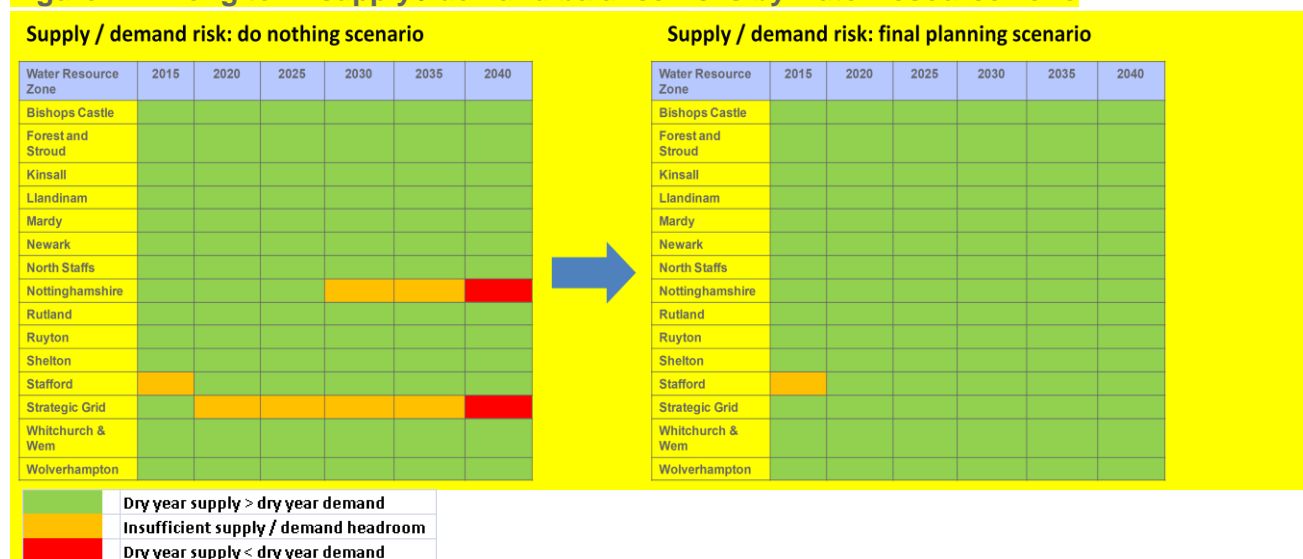 Supply / demand risk: do nothing scenario
Water Resource Zone 2015 2020 2025 2030 2035 2040
Bishops Castle
Forest and
Stroud
Kinsall
Llandinam
Mardy
Newark
North Staffs
Nottinghamshire
Rutland
Ruyton
Shelton
Stafford
Strategic Grid
Whitchurch &
Wem
Wolverhampton
Supply / demand risk: final planning scenario
Water Resource Zone 2015 2020 2025 2030 2035 2040
Bishops Castle
Forest and
Stroud
Kinsall
Llandinam
Mardy
Newark
North Staffs
Nottinghamshire
Rutland
Ruyton
Shelton
Stafford
Strategic Grid
Whitchurch &
Wem
Wolverhampton
Dry year supply > dry year demand
Insufficient supply / demand headroom
Dry year supply < dry year demand